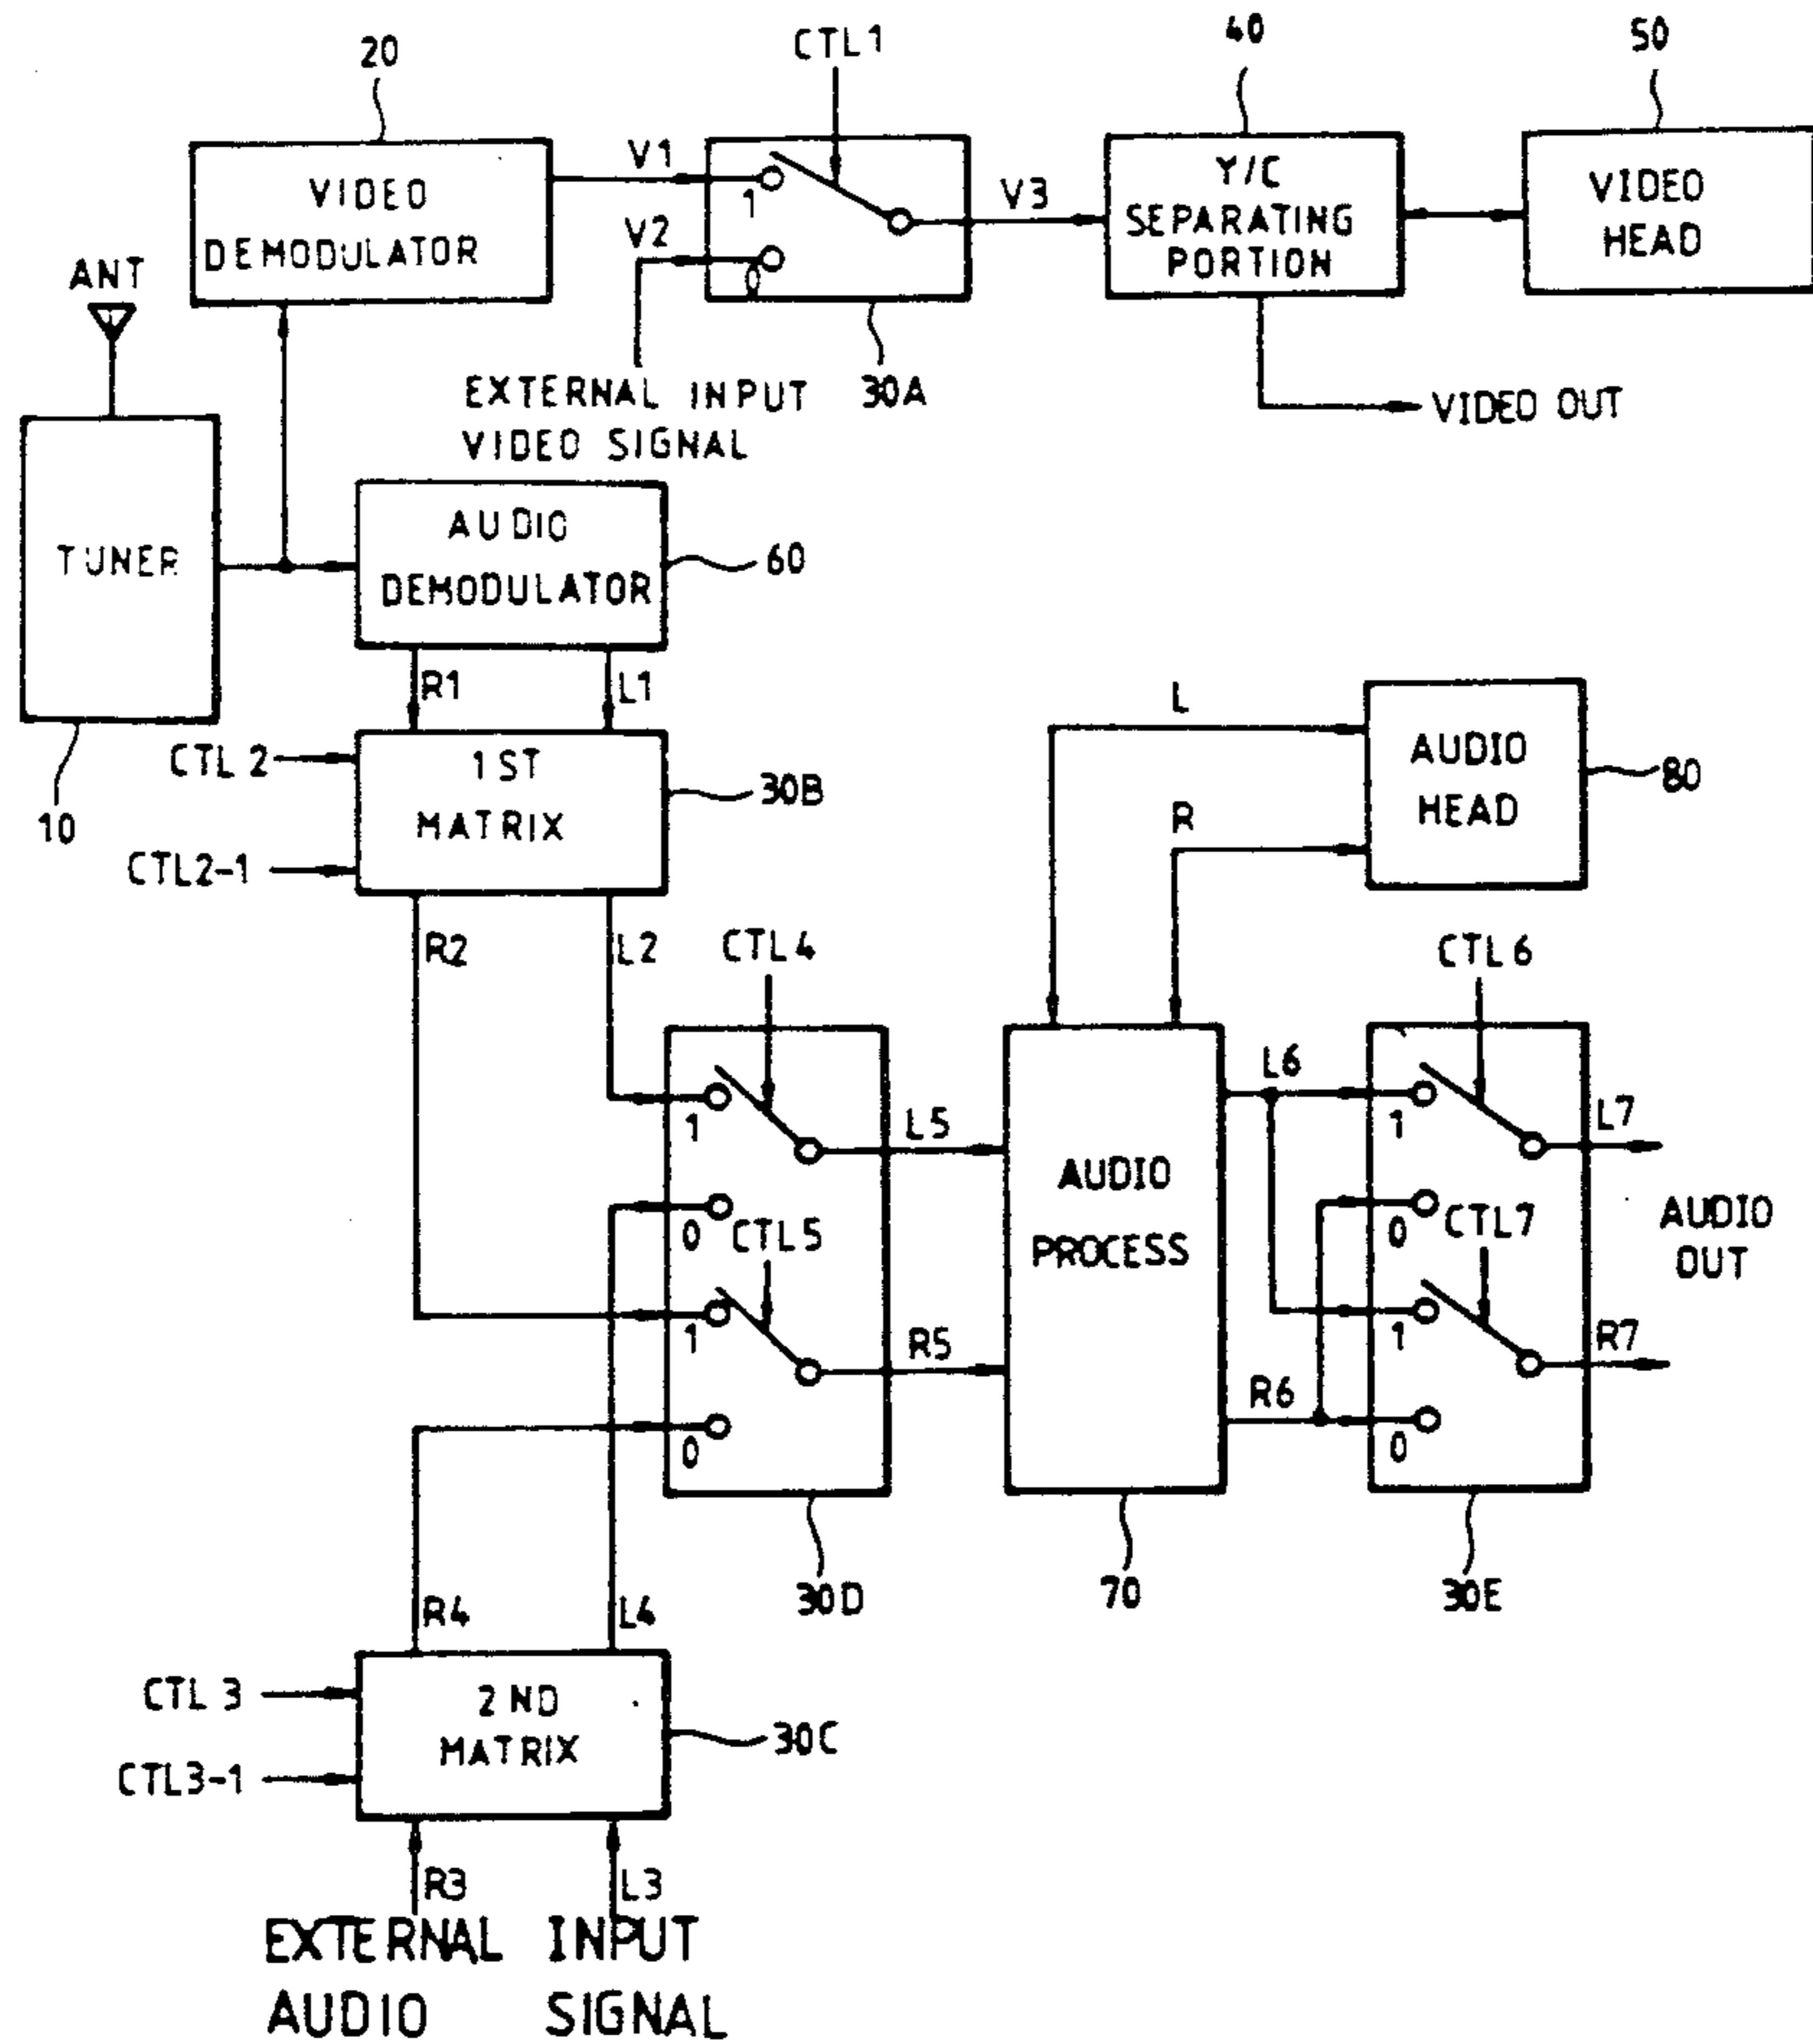 20
CTL1
40
50
VIDEO
DEMODULATOR
V1
1
V2
0
V3
Y/C
SEPARATING
PORTION
VIDEO
HEAD
ANT
EXTERNAL INPUT
VIDEO SIGNAL
30A
VIDEO OUT
TUNER
10
AUDIO
DEMODULATOR
60
R1
L1
CTL2
CTL2-1
1ST
MATRIX
30B
L
R
AUDIO
HEAD
80
R2
L2
CTL4
CTL6
1
0
CTL5
1
0
L5
R5
AUDIO
PROCESS
L6
R6
1
0
CTL7
1
0
L7
AUDIO
OUT
R7
30D
70
30E
R4
L4
CTL3
CTL3-1
2ND
MATRIX
30C
R3
L3
EXTERNAL INPUT
AUDIO SIGNAL